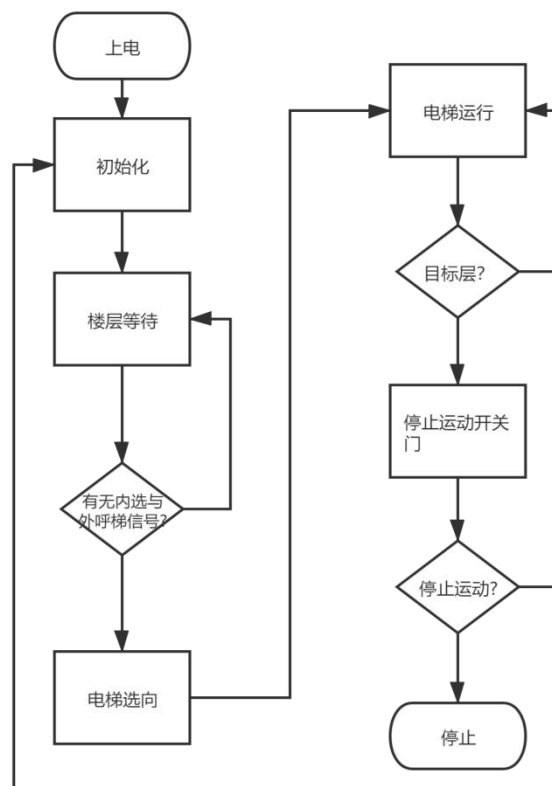 上电
初始化
楼层等待
有无内选与
外呼梯信号?
电梯选向
电梯运行
目标层?
停止运动开关
门
停止运动?
停止